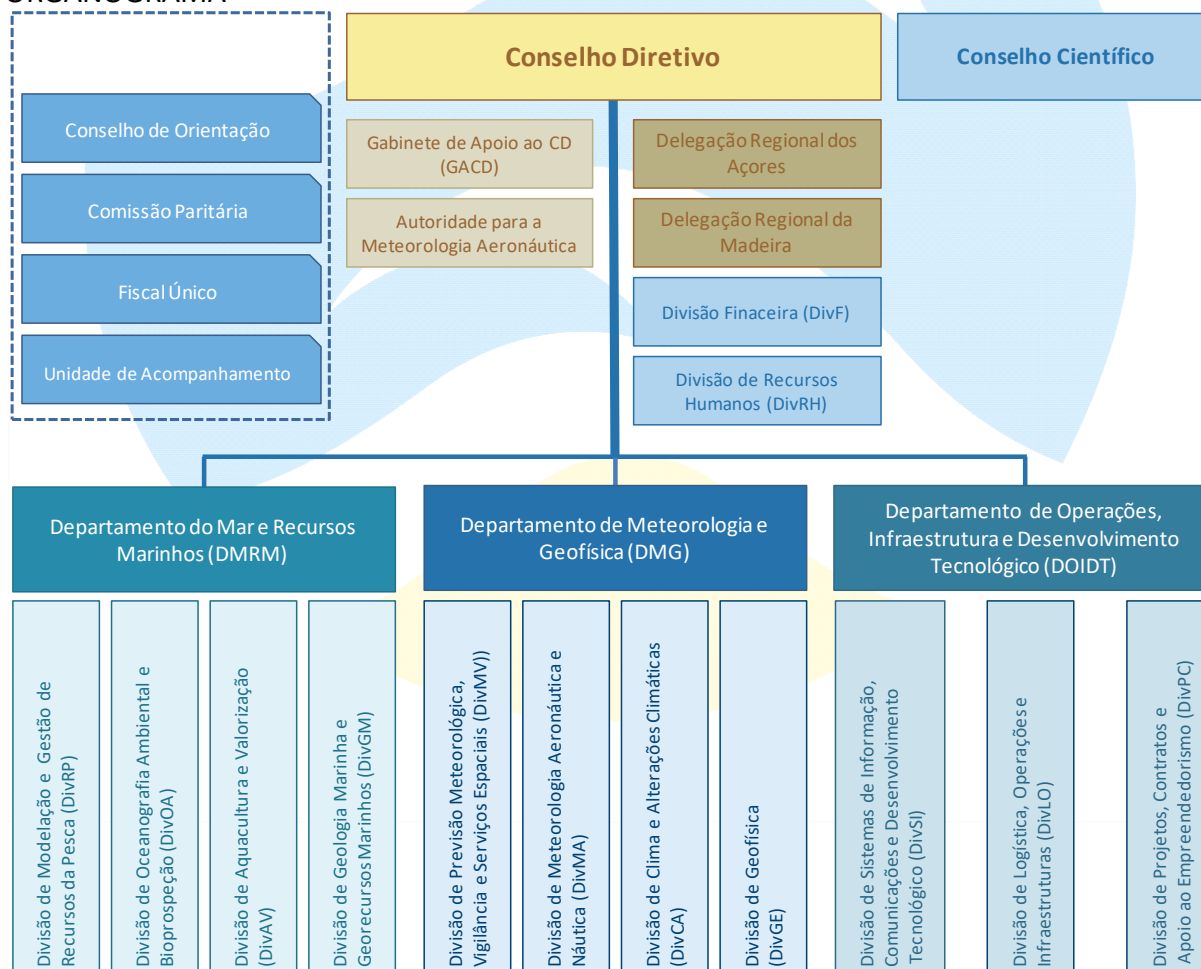 ORGANOGRAMA
Conselho Diretivo
Conselho Científico
Conselho de Orientação
Comissão Paritária
Fiscal Único
Unidade de Acompanhamento
Gabinete de Apoio ao CD
(GACD)
Autoridade para a
Meteorologia Aeronáutica
Delegação Regional dos
Açores
Delegação Regional da
Madeira
Divisão Finaceira (DivF)
Divisão de Recursos
Humanos (DivRH)
Departamento do Mar e Recursos
Marinhos (DMRM)
Departamento de Meteorologia e
Geofísica (DMG)
Departamento de Operações,
Infraestrutura e Desenvolvimento
Tecnológico (DOIDT)
Divisão de Modelação e Gestão de
Recursos da Pesca (DivRP)
Divisão de Oceanografia Ambiental e
Bioprospeção (DivOA)
Divisão de Aquacultura e Valorização
(DivAV)
Divisão de Geologia Marinha e
Georecursos Marinhos (DivGM)
Divisão de Previsão Meteorológica,
Vigilância e Serviços Espaciais (DivMV))
Divisão de Meteorologia Aeronáutica e
Náutica (DivMA)
Divisão de Clima e Alterações Climáticas
(DivCA)
Divisão de Geofísica
(DivGE)
Divisão de Sistemas de Informação,
Comunicações e Desenvolvimento
Tecnológico (DivSI)
Divisão de Logística, Operações e
Infraestruturas (DivLO)
Divisão de Projetos, Contratos e
Apoio ao Empreendedorismo (DivPC)